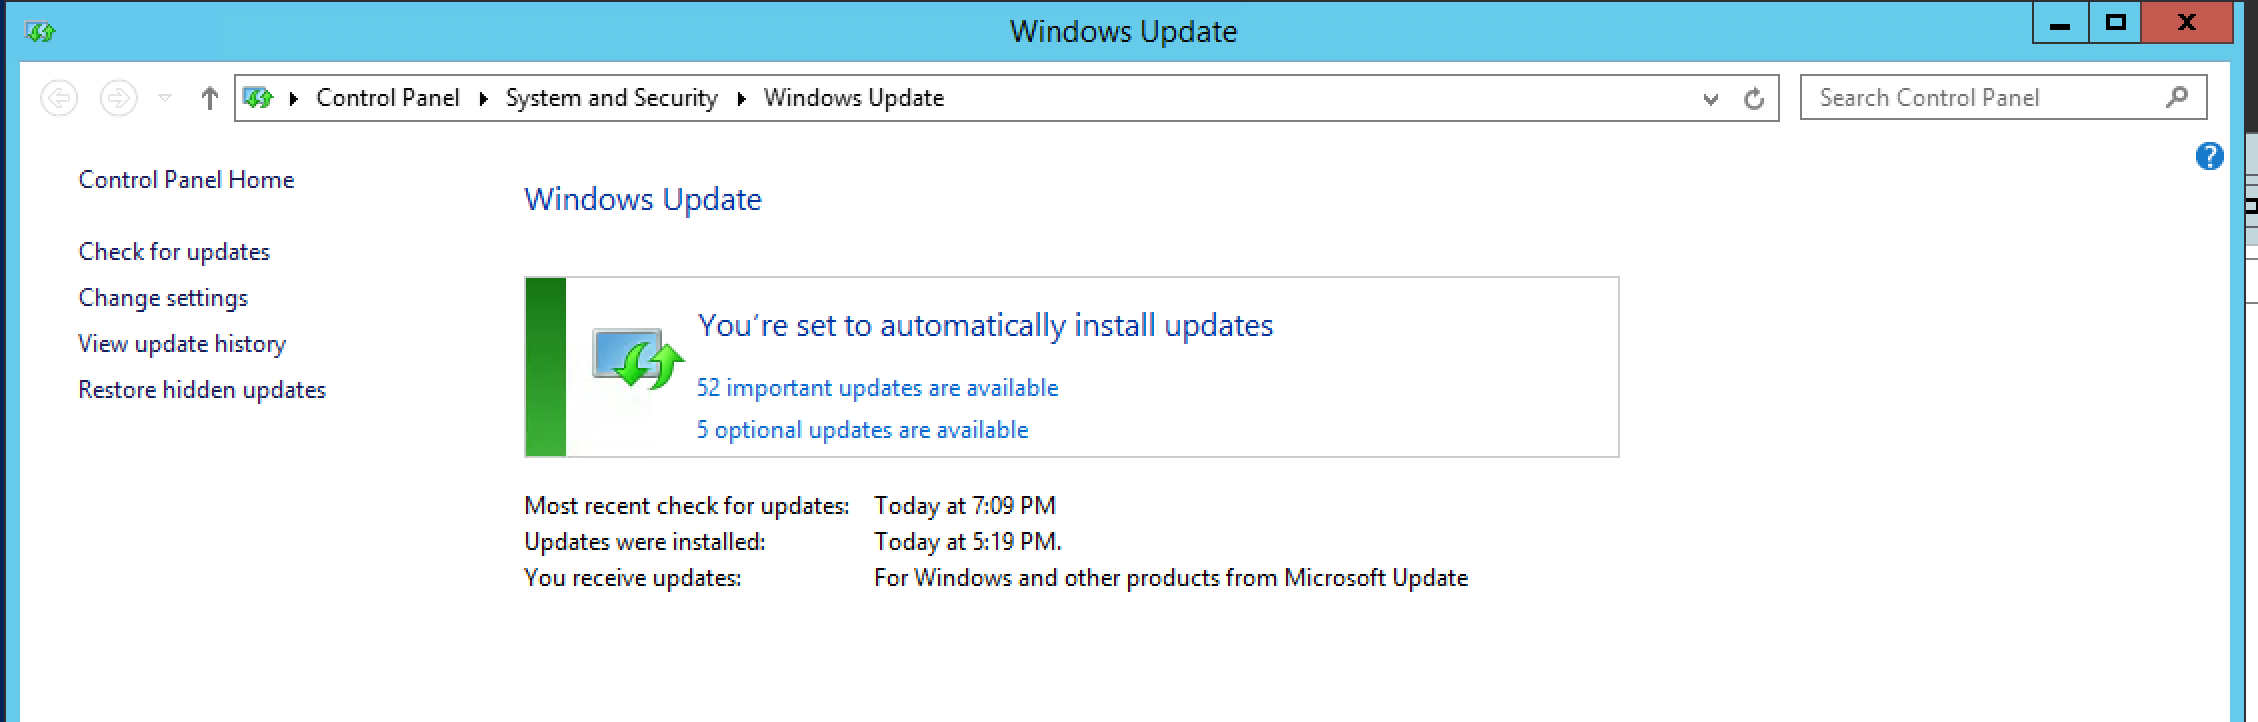 Windows Update
Control Panel System and Security Windows Update
Search Control Panel
Control Panel Home
Check for updates
Change settings
View update history
Restore hidden updates
Windows Update
You're set to automatically install updates
52 important updates are available
5 optional updates are available
Most recent check for updates: Today at 7:09 PM
Updates were installed: Today at 5:19 PM.
You receive updates: For Windows and other products from Microsoft Update